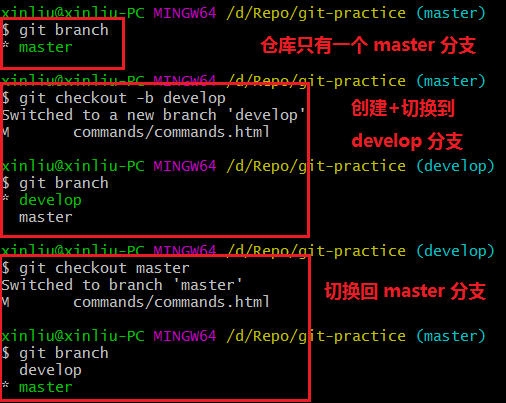 xinliu@xinliu-PC MINGW64 /d/Repo/git-practice (master)
$ git branch
* master
仓库只有一个 master 分支
xinliu@xinliu-PC MINGW64 /d/Repo/git-practice (master)
$ git checkout -b develop
Switched to a new branch 'develop'
M       commands/commands.html
创建+切换到
develop 分支
xinliu@xinliu-PC MINGW64 /d/Repo/git-practice (develop)
$ git branch
* develop
  master
xinliu@xinliu-PC MINGW64 /d/Repo/git-practice (develop)
$ git checkout master
Switched to branch 'master'
M       commands/commands.html
切换回 master 分支
xinliu@xinliu-PC MINGW64 /d/Repo/git-practice (master)
$ git branch
  develop
* master